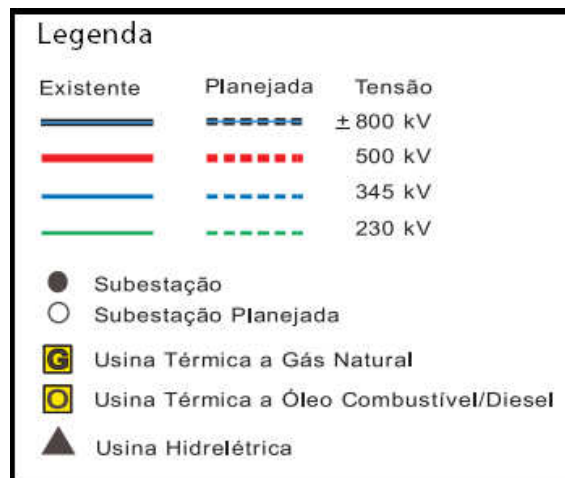 Legenda
Existente Planejada Tensão
± 800 kV
500 kV
345 kV
230 kV
Subestação
Subestação Planejada
G Usina Térmica a Gás Natural
O Usina Térmica a Óleo Combustível/Diesel
Usina Hidrelétrica